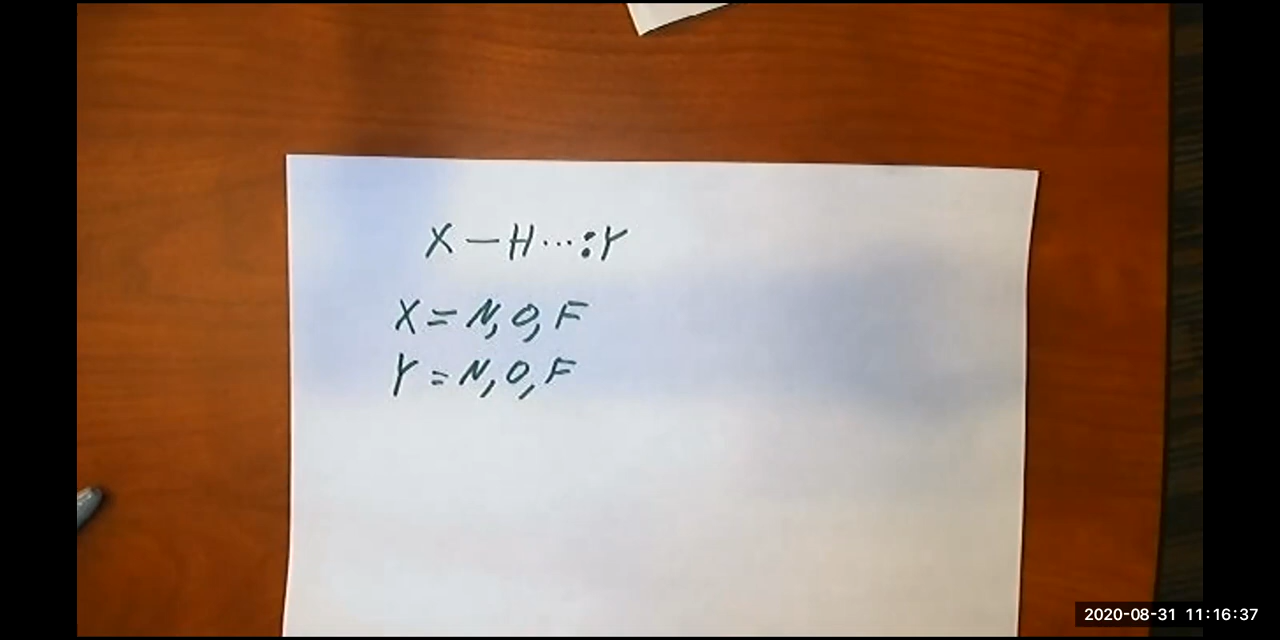 X — H ... :Y
X = N, O, F
Y = N, O, F
2020-08-31 11:16:37